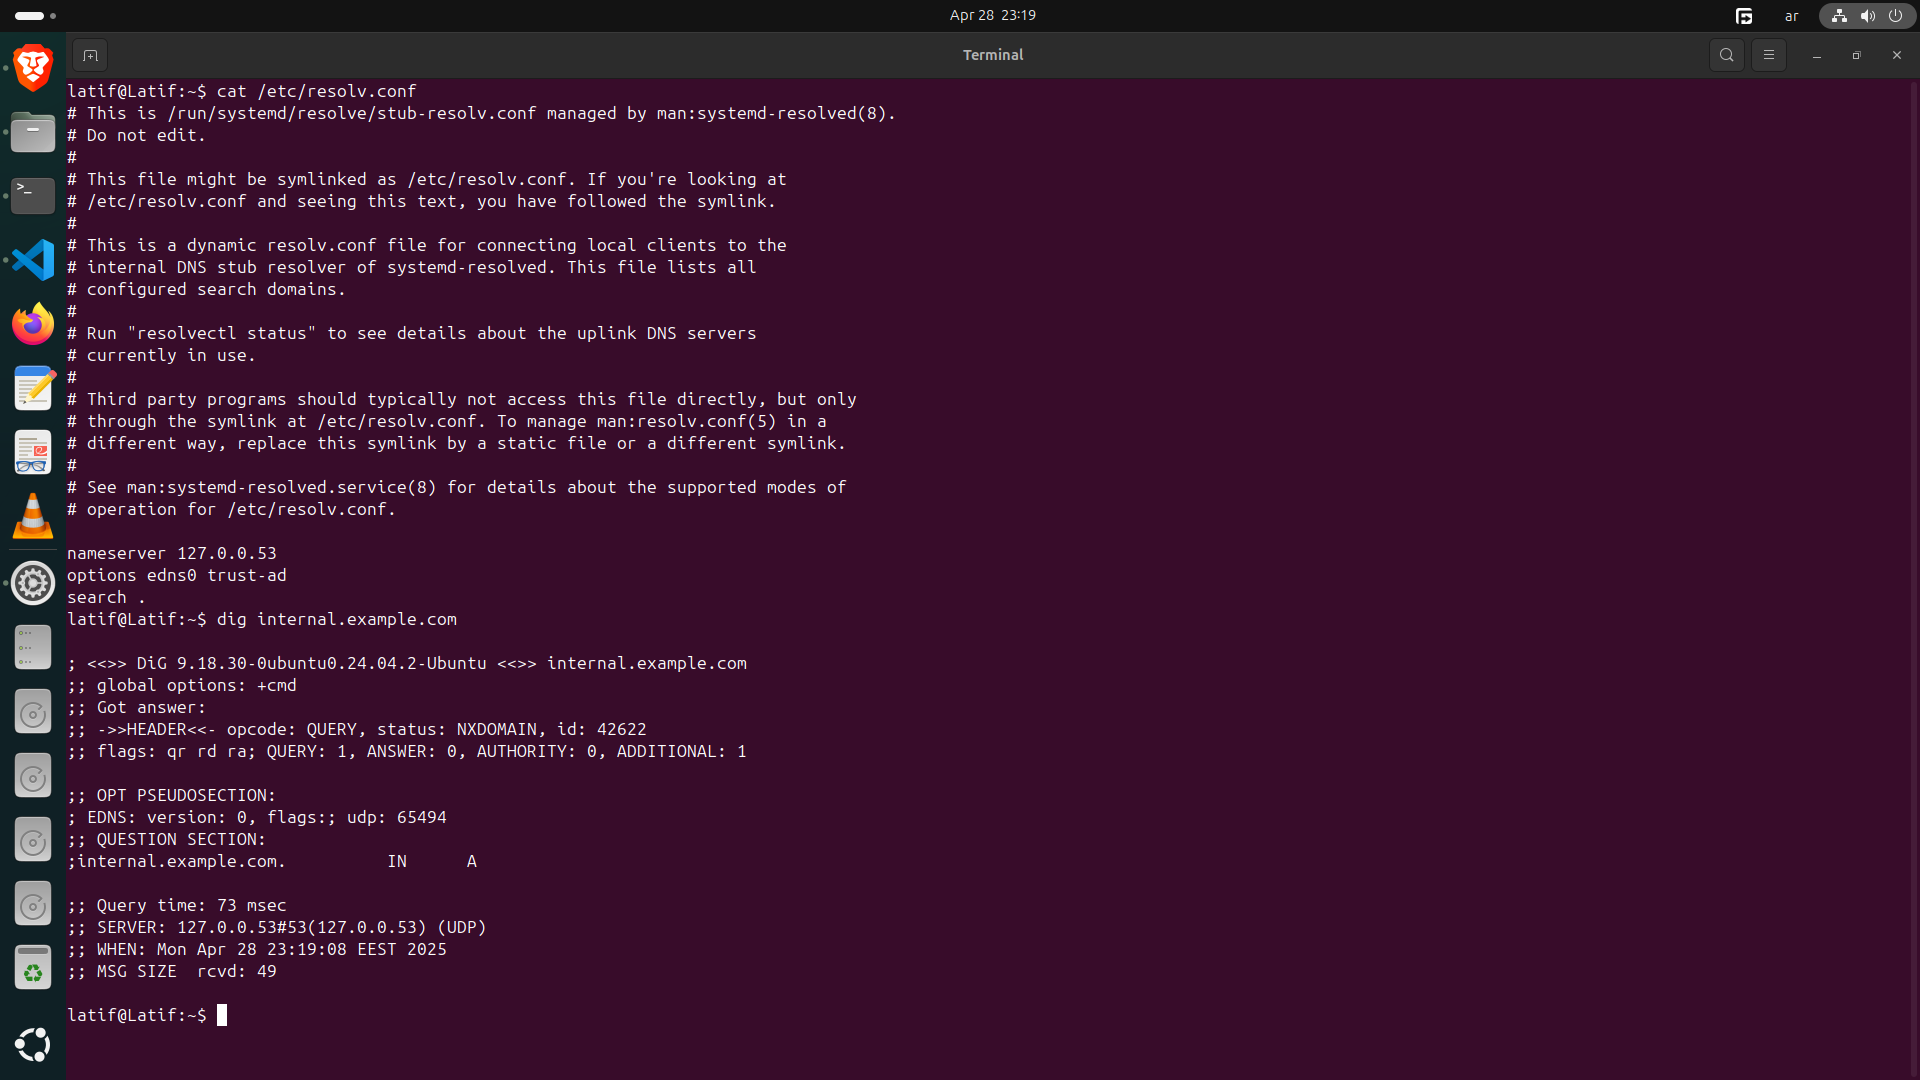 Apr 28 23:19
ar
Terminal
latif@Latif:~$ cat /etc/resolv.conf
# This is /run/systemd/resolve/stub-resolv.conf managed by man:systemd-resolved(8).
# Do not edit.
#
# This file might be symlinked as /etc/resolv.conf. If you're looking at
# /etc/resolv.conf and seeing this text, you have followed the symlink.
#
# This is a dynamic resolv.conf file for connecting local clients to the
# internal DNS stub resolver of systemd-resolved. This file lists all
# configured search domains.
#
# Run "resolvectl status" to see details about the uplink DNS servers
# currently in use.
#
# Third party programs should typically not access this file directly, but only
# through the symlink at /etc/resolv.conf. To manage man:resolv.conf(5) in a
# different way, replace this symlink by a static file or a different symlink.
#
# See man:systemd-resolved.service(8) for details about the supported modes of
# operation for /etc/resolv.conf.

nameserver 127.0.0.53
options edns0 trust-ad
search .
latif@Latif:~$ dig internal.example.com

; <<>> DiG 9.18.30-0ubuntu0.24.04.2-Ubuntu <<>> internal.example.com
;; global options: +cmd
;; Got answer:
;; ->>HEADER<<- opcode: QUERY, status: NXDOMAIN, id: 42622
;; flags: qr rd ra; QUERY: 1, ANSWER: 0, AUTHORITY: 0, ADDITIONAL: 1

;; OPT PSEUDOSECTION:
; EDNS: version: 0, flags:; udp: 65494
;; QUESTION SECTION:
;internal.example.com.		IN	A

;; Query time: 73 msec
;; SERVER: 127.0.0.53#53(127.0.0.53) (UDP)
;; WHEN: Mon Apr 28 23:19:08 EEST 2025
;; MSG SIZE  rcvd: 49

latif@Latif:~$